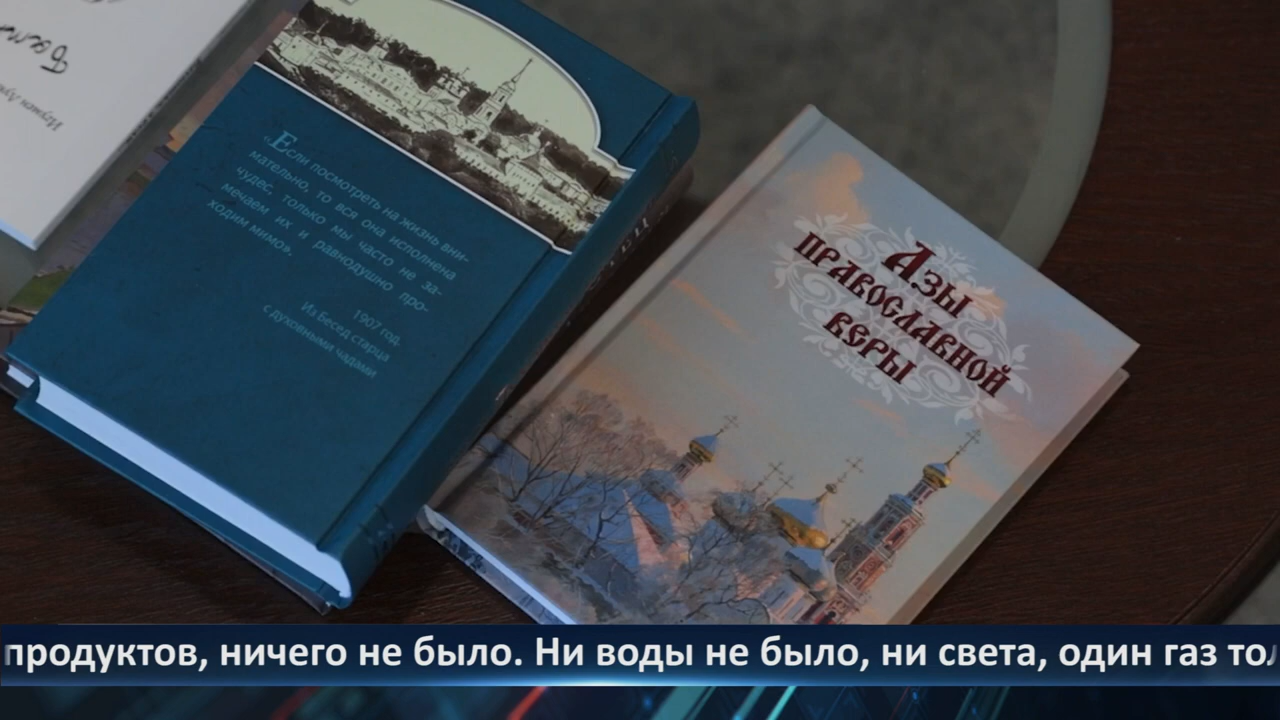 «Если посмотреть на жизнь вни-
мательно, то вся она исполнена
чудес, только мы часто не за-
мечаем их и равнодушно про-
ходим мимо».
1907 год.
Из Бесед старца
с духовными чадами
Азы
православной
веры
продуктов, ничего не было. Ни воды не было, ни света, один газ